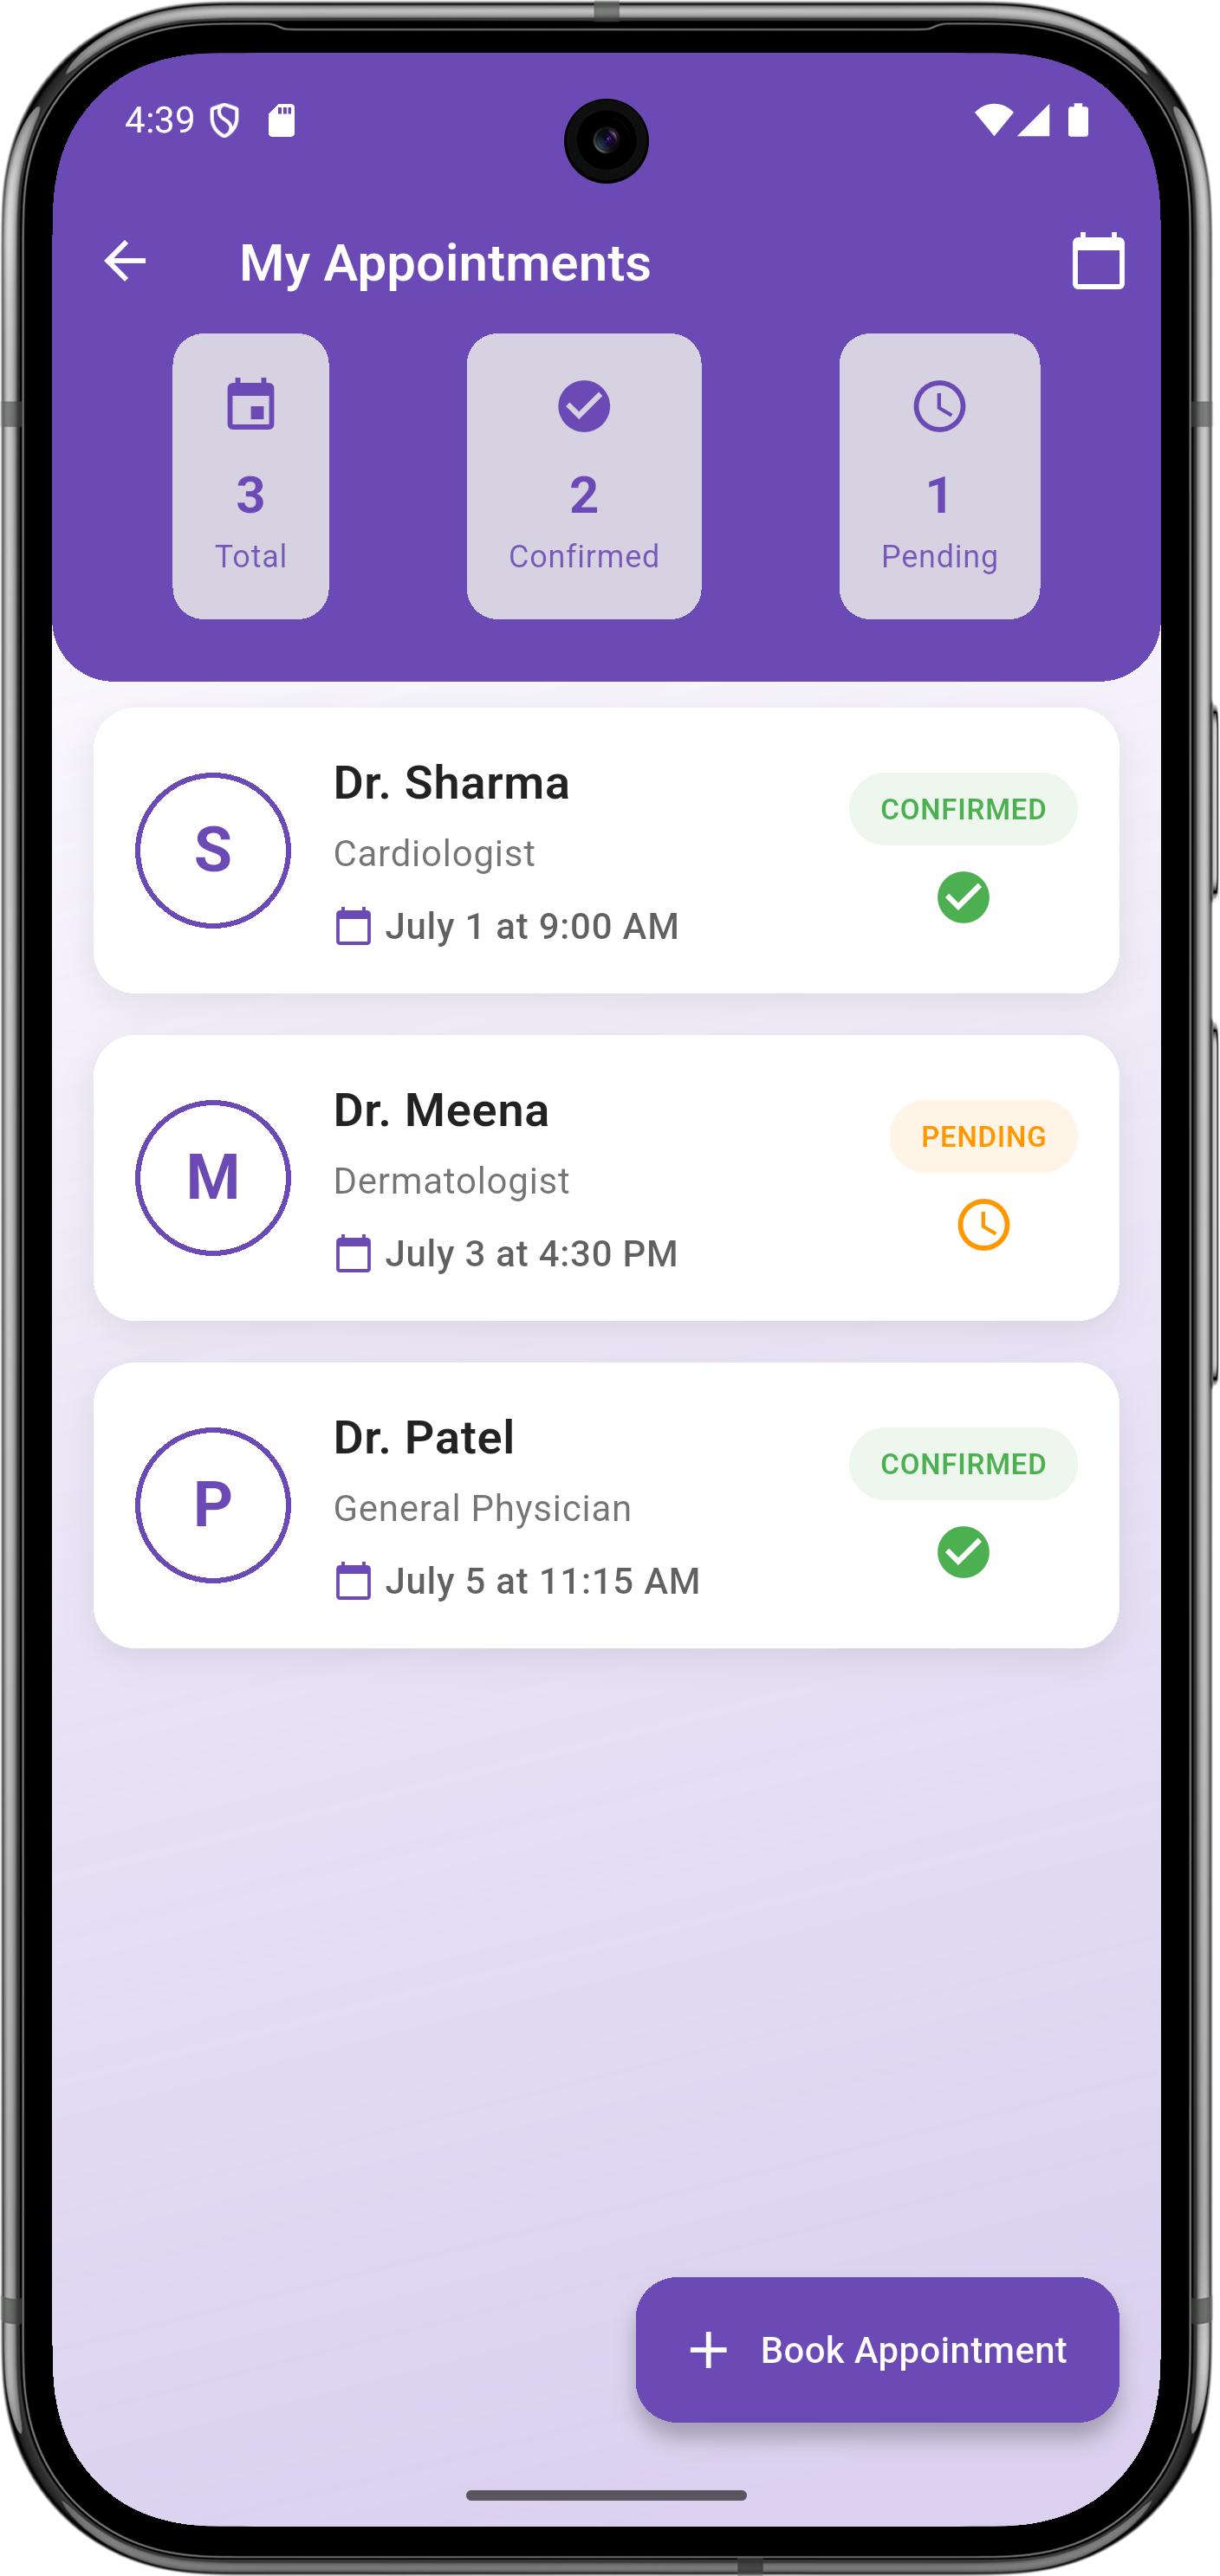 4:39
My Appointments
3
Total
2
Confirmed
1
Pending
S
Dr. Sharma
Cardiologist
July 1 at 9:00 AM
CONFIRMED
M
Dr. Meena
Dermatologist
July 3 at 4:30 PM
PENDING
P
Dr. Patel
General Physician
July 5 at 11:15 AM
CONFIRMED
Book Appointment